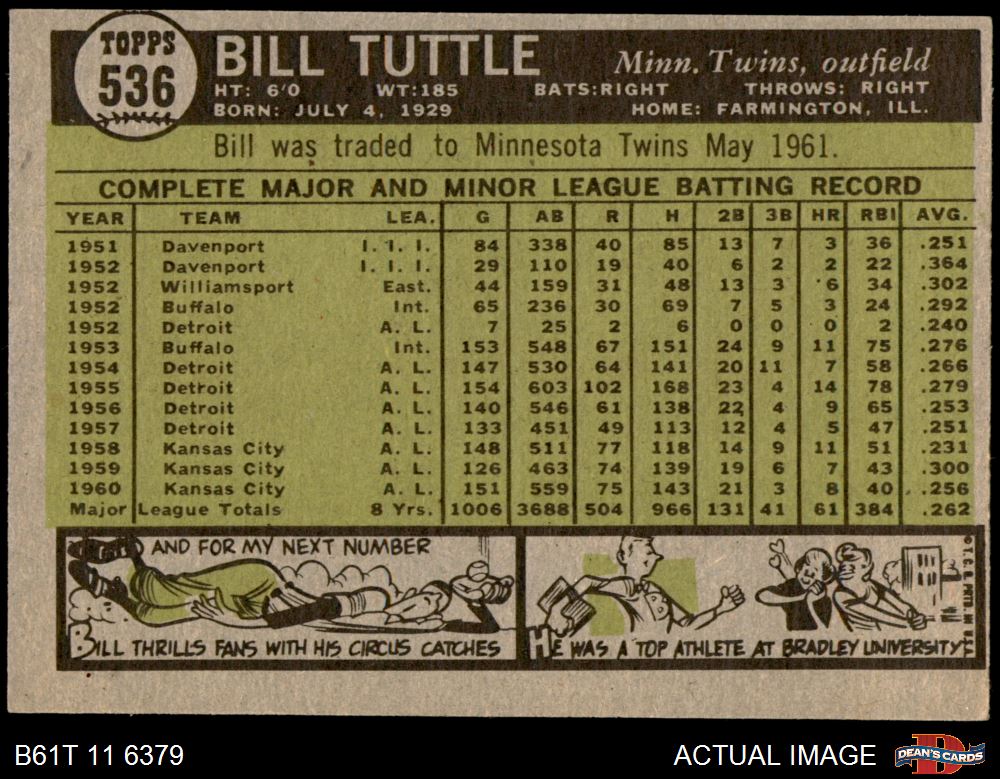 TOPPS
536
BILL TUTTLE
Minn. Twins, outfield
HT: 6'0 WT:185 BATS:RIGHT THROWS: RIGHT
BORN: JULY 4, 1929 HOME: FARMINGTON, ILL.
Bill was traded to Minnesota Twins May 1961.
COMPLETE MAJOR AND MINOR LEAGUE BATTING RECORD
YEAR TEAM LEA. G AB R H 2B 3B HR RBI AVG.
1951 Davenport I. I. I. 84 338 40 85 13 7 3 36 .251
1952 Davenport I. I. I. 29 110 19 40 6 2 2 22 .364
1952 Williamsport East. 44 159 31 48 13 3 6 34 .302
1952 Buffalo Int. 65 236 30 69 7 5 3 24 .292
1952 Detroit A. L. 7 25 2 6 0 0 0 2 .240
1953 Buffalo Int. 153 548 67 151 24 9 11 75 .276
1954 Detroit A. L. 147 530 64 141 20 11 7 58 .266
1955 Detroit A. L. 154 603 102 168 23 4 14 78 .279
1956 Detroit A. L. 140 546 61 138 22 4 9 65 .253
1957 Detroit A. L. 133 451 49 113 12 4 5 47 .251
1958 Kansas City A. L. 148 511 77 118 14 9 11 51 .231
1959 Kansas City A. L. 126 463 74 139 19 6 7 43 .300
1960 Kansas City A. L. 151 559 75 143 21 3 8 40 .256
Major League Totals 8 Yrs. 1006 3688 504 966 131 41 61 384 .262
AND FOR MY NEXT NUMBER
BILL THRILLS FANS WITH HIS CIRCUS CATCHES
HE WAS A TOP ATHLETE AT BRADLEY UNIVERSITY
© T.C.G. PRTD. IN U.S.A.
B61T 11 6379
ACTUAL IMAGE
DEAN'S CARDS